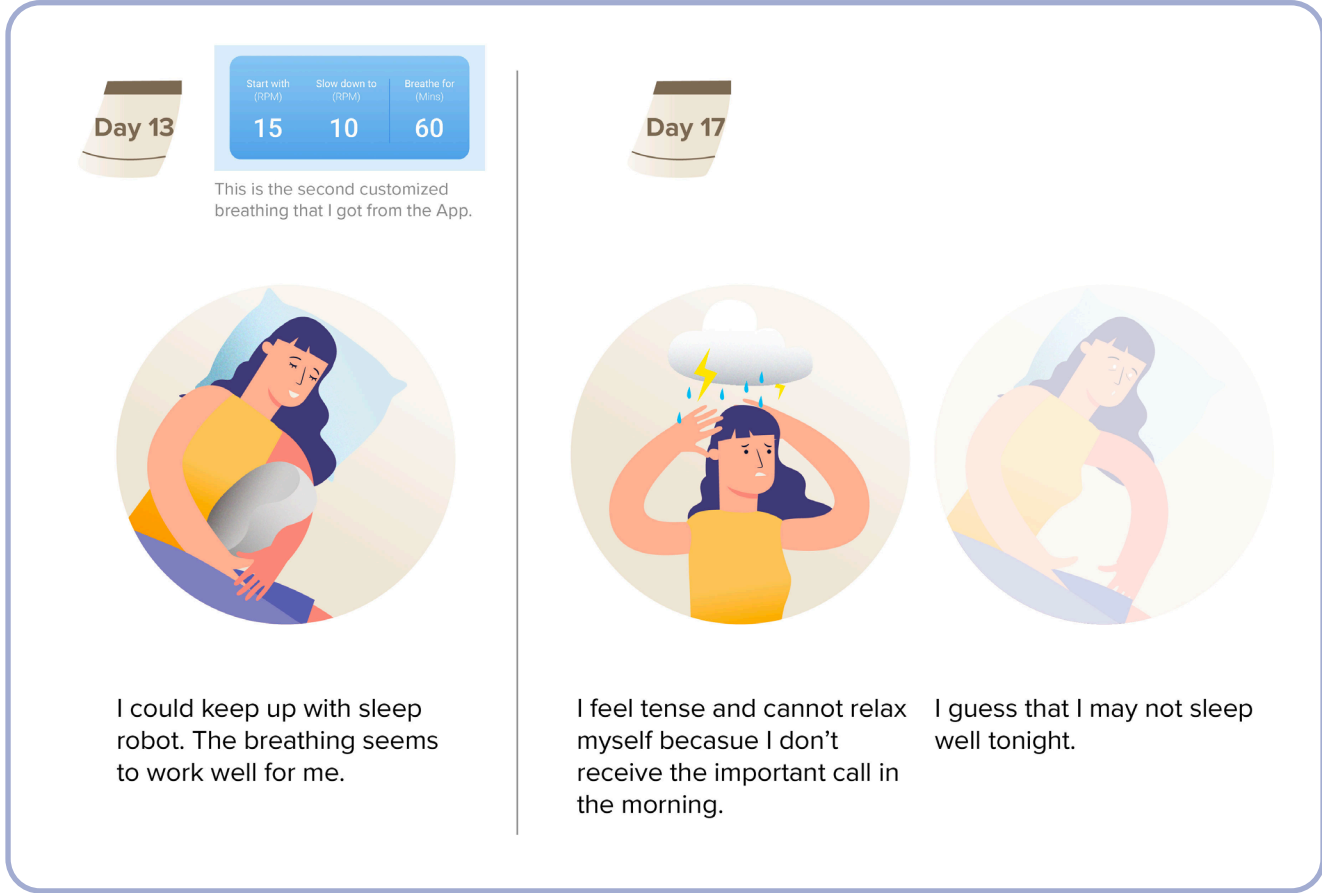 Day 13
Start with
(RPM)
15
Slow down to
(RPM)
10
Breathe for
(Mins)
60
This is the second customized
breathing that I got from the App.
I could keep up with sleep
robot. The breathing seems
to work well for me.
Day 17
I feel tense and cannot relax
myself becasue I don’t
receive the important call in
the morning.
I guess that I may not sleep
well tonight.